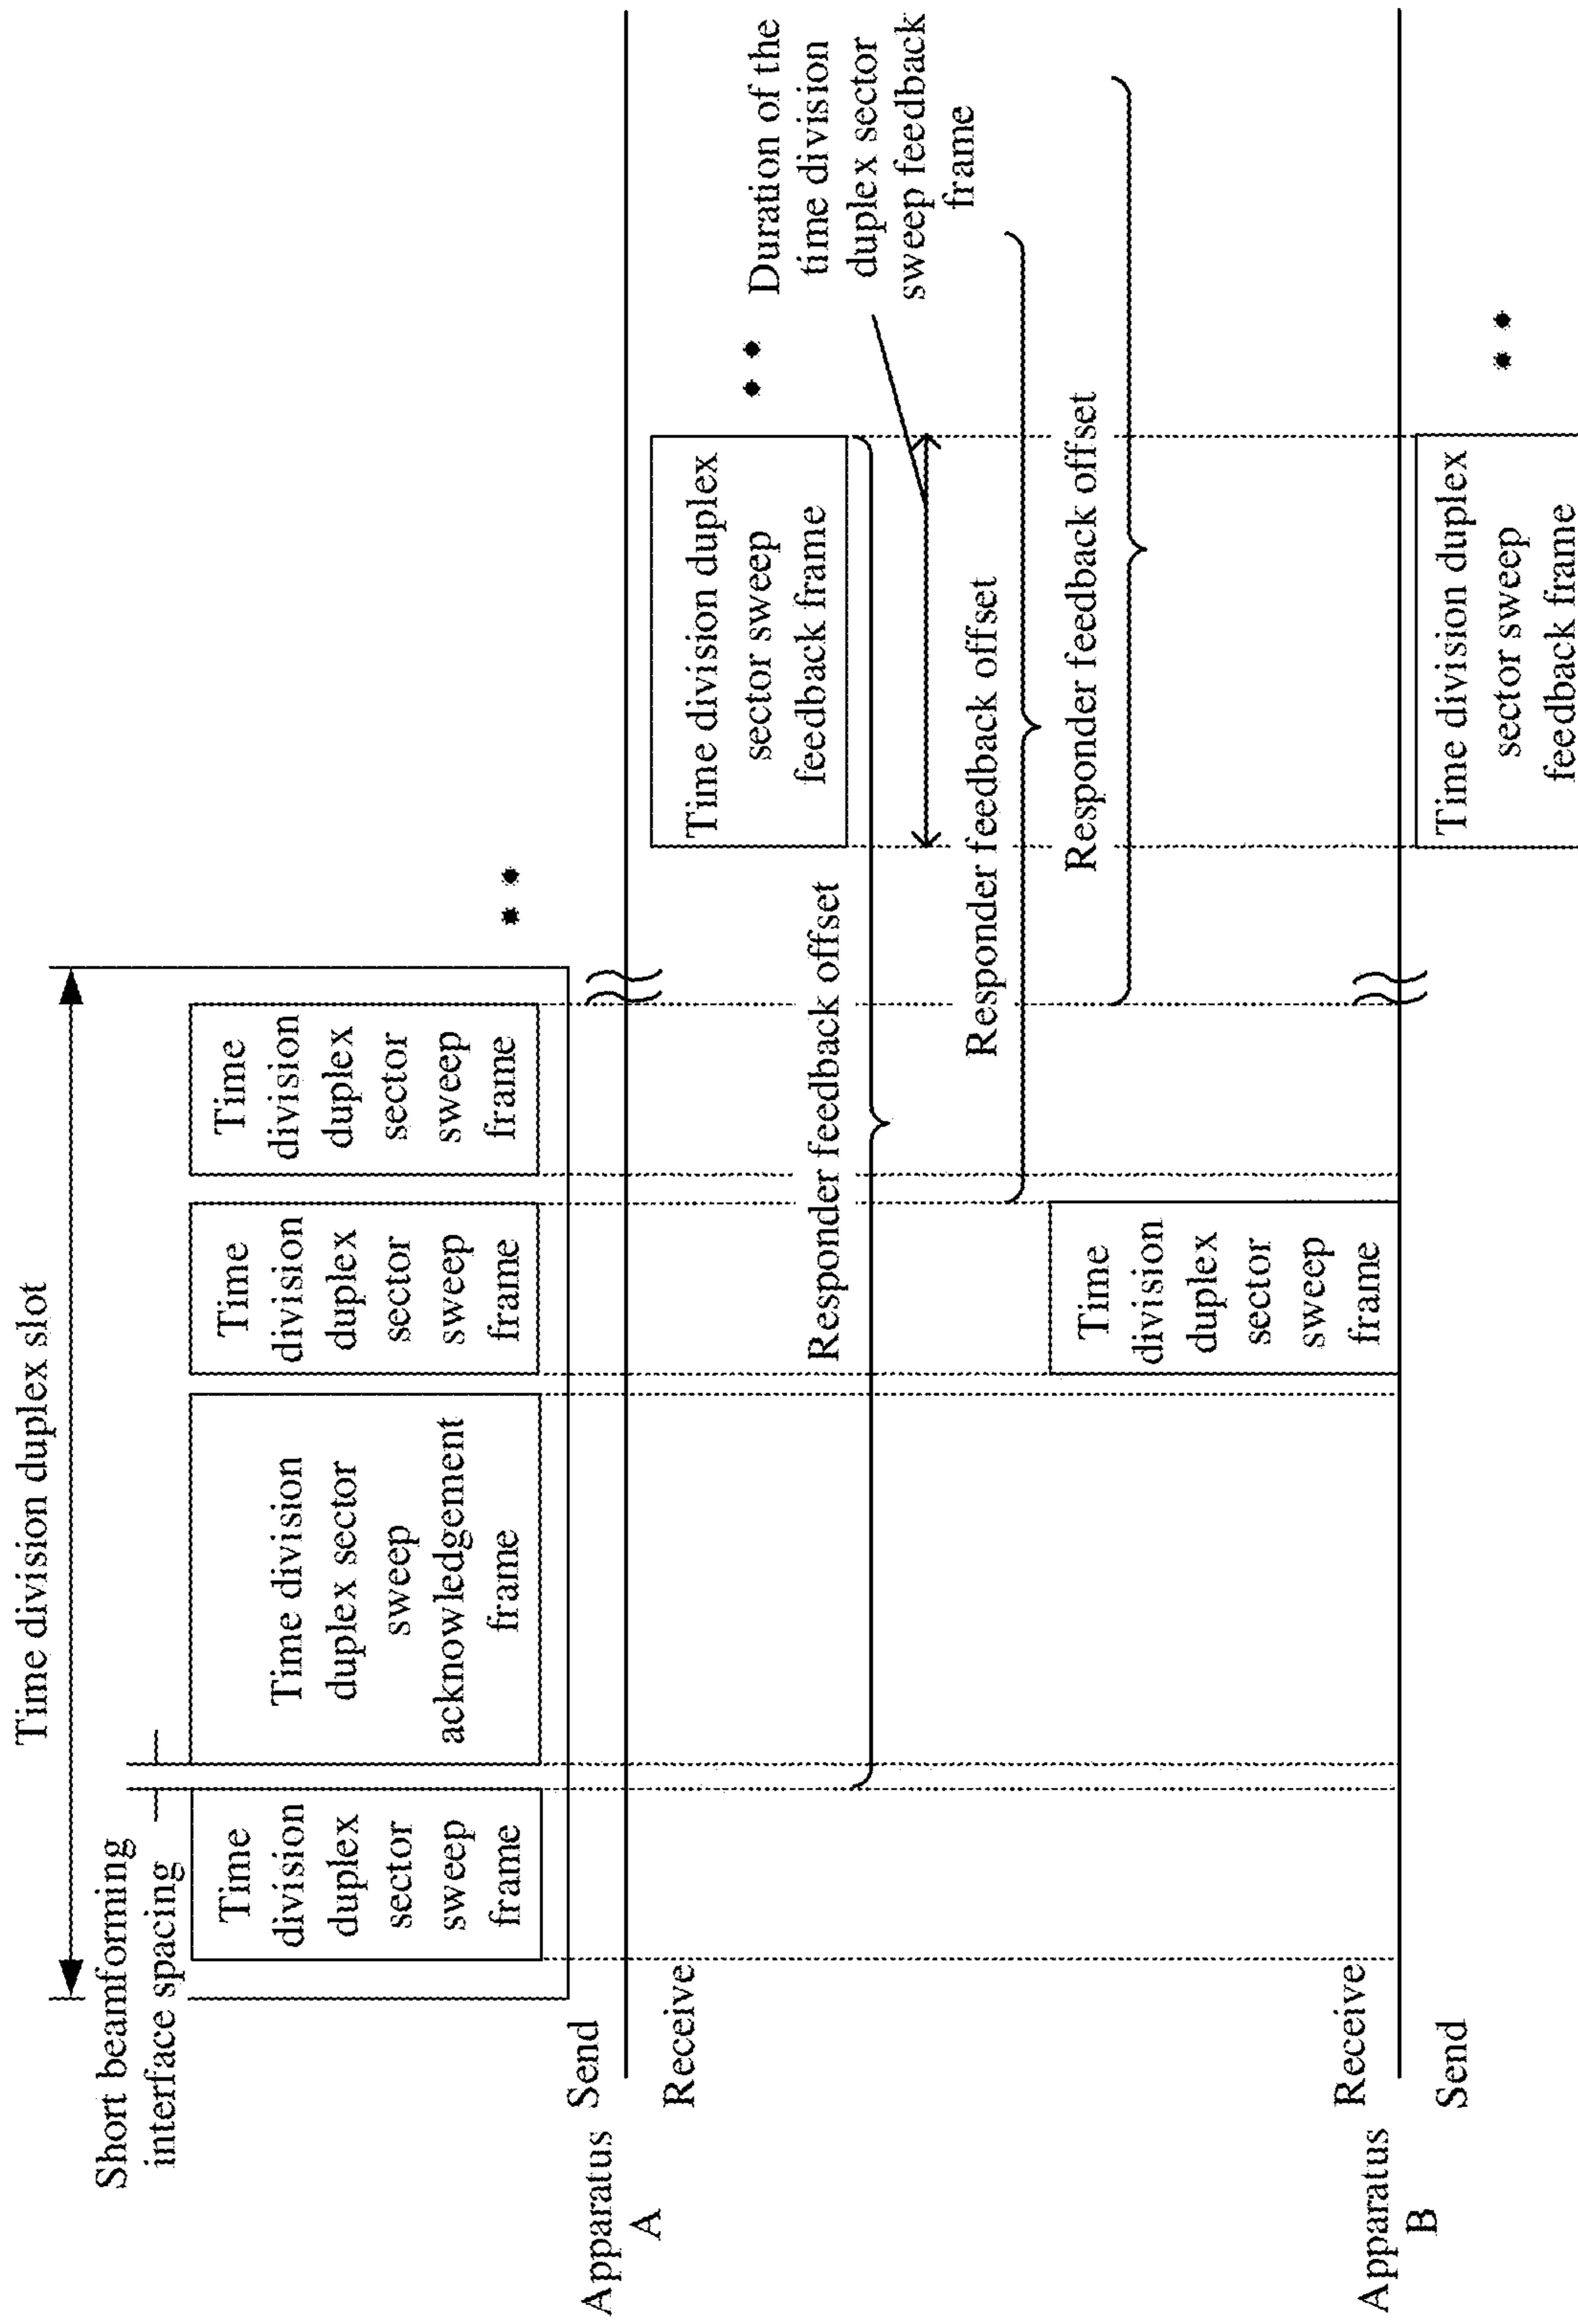 Time division duplex slot
Short beamforming
interface spacing
Time
division
duplex
sector
sweep
frame
Time division
duplex sector
sweep
acknowledgement
frame
Time
division
duplex
sector
sweep
frame
Time
division
duplex
sector
sweep
frame
Apparatus
A
Send
Receive
Time division duplex
sector sweep
feedback frame
Duration of the
time division
duplex sector
sweep feedback
frame
Responder feedback offset
Responder feedback offset
Responder feedback offset
Time
division
duplex
sector
sweep
frame
Apparatus
B
Receive
Send
Time division duplex
sector sweep
feedback frame